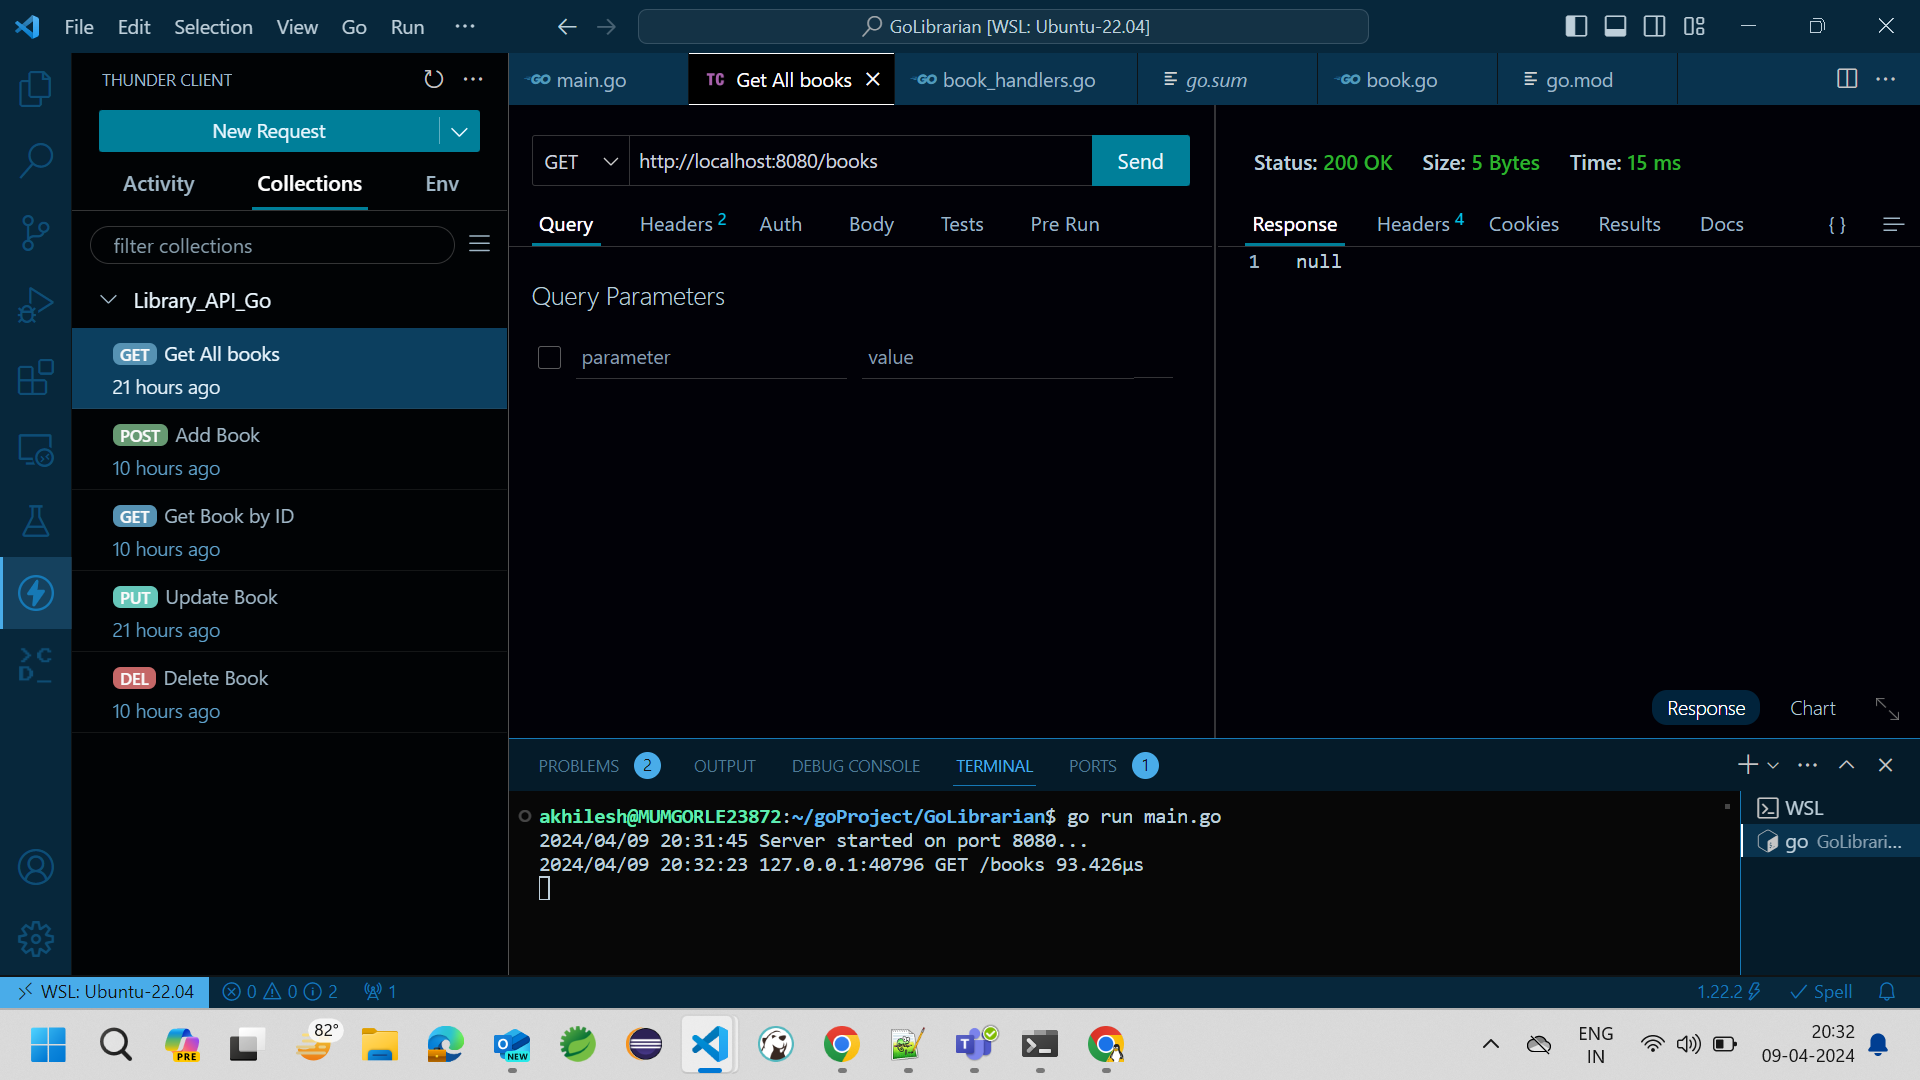 File Edit Selection View Go Run ···
GoLibrarian [WSL: Ubuntu-22.04]
THUNDER CLIENT
New Request
Activity Collections Env
filter collections
Library_API_Go
GET Get All books
21 hours ago
POST Add Book
10 hours ago
GET Get Book by ID
10 hours ago
PUT Update Book
21 hours ago
DEL Delete Book
10 hours ago
main.go
TC Get All books
book_handlers.go
go.sum
book.go
go.mod
GET http://localhost:8080/books Send
Query Headers 2 Auth Body Tests Pre Run
Query Parameters
parameter value
Status: 200 OK Size: 5 Bytes Time: 15 ms
Response Headers 4 Cookies Results Docs { }
1 null
Response Chart
PROBLEMS 2 OUTPUT DEBUG CONSOLE TERMINAL PORTS 1
akhilesh@MUMGORLE23872:~/goProject/GoLibrarian$ go run main.go
2024/04/09 20:31:45 Server started on port 8080...
2024/04/09 20:32:23 127.0.0.1:40796 GET /books 93.426µs
WSL
go GoLibrari...
WSL: Ubuntu-22.04 0 0 2 1
1.22.2 Spell
PRE
82°
NEW
ENG
IN
20:32
09-04-2024